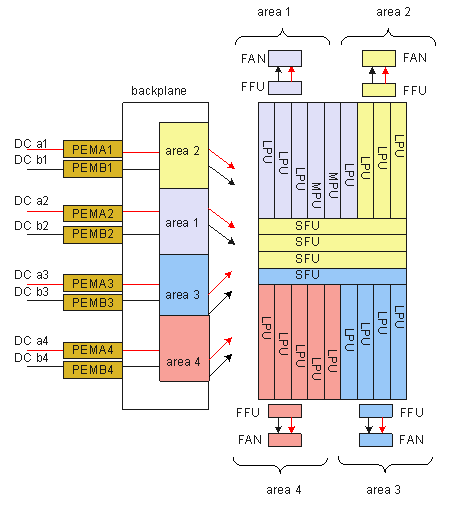 area 1
area 2
FAN
FAN
FFU
FFU
backplane
DC a1
PEMA1
DC b1
PEMB1
area 2
DC a2
PEMA2
DC b2
PEMB2
area 1
DC a3
PEMA3
DC b3
PEMB3
area 3
DC a4
PEMA4
DC b4
PEMB4
area 4
LPU
LPU
LPU
MPU
MPU
LPU
LPU
LPU
LPU
SFU
SFU
SFU
SFU
LPU
LPU
LPU
LPU
LPU
LPU
LPU
LPU
LPU
FFU
FFU
FAN
FAN
area 4
area 3